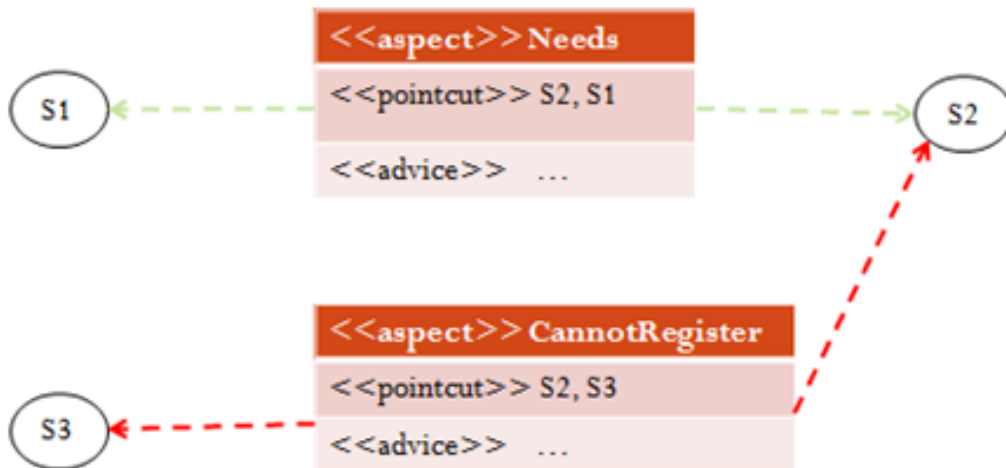 <<aspect>> Needs
S1
<<pointcut>> S2, S1
S2
<<advice>> ...
<<aspect>> CannotRegister
<<pointcut>> S2, S3
S3
<<advice>> ...